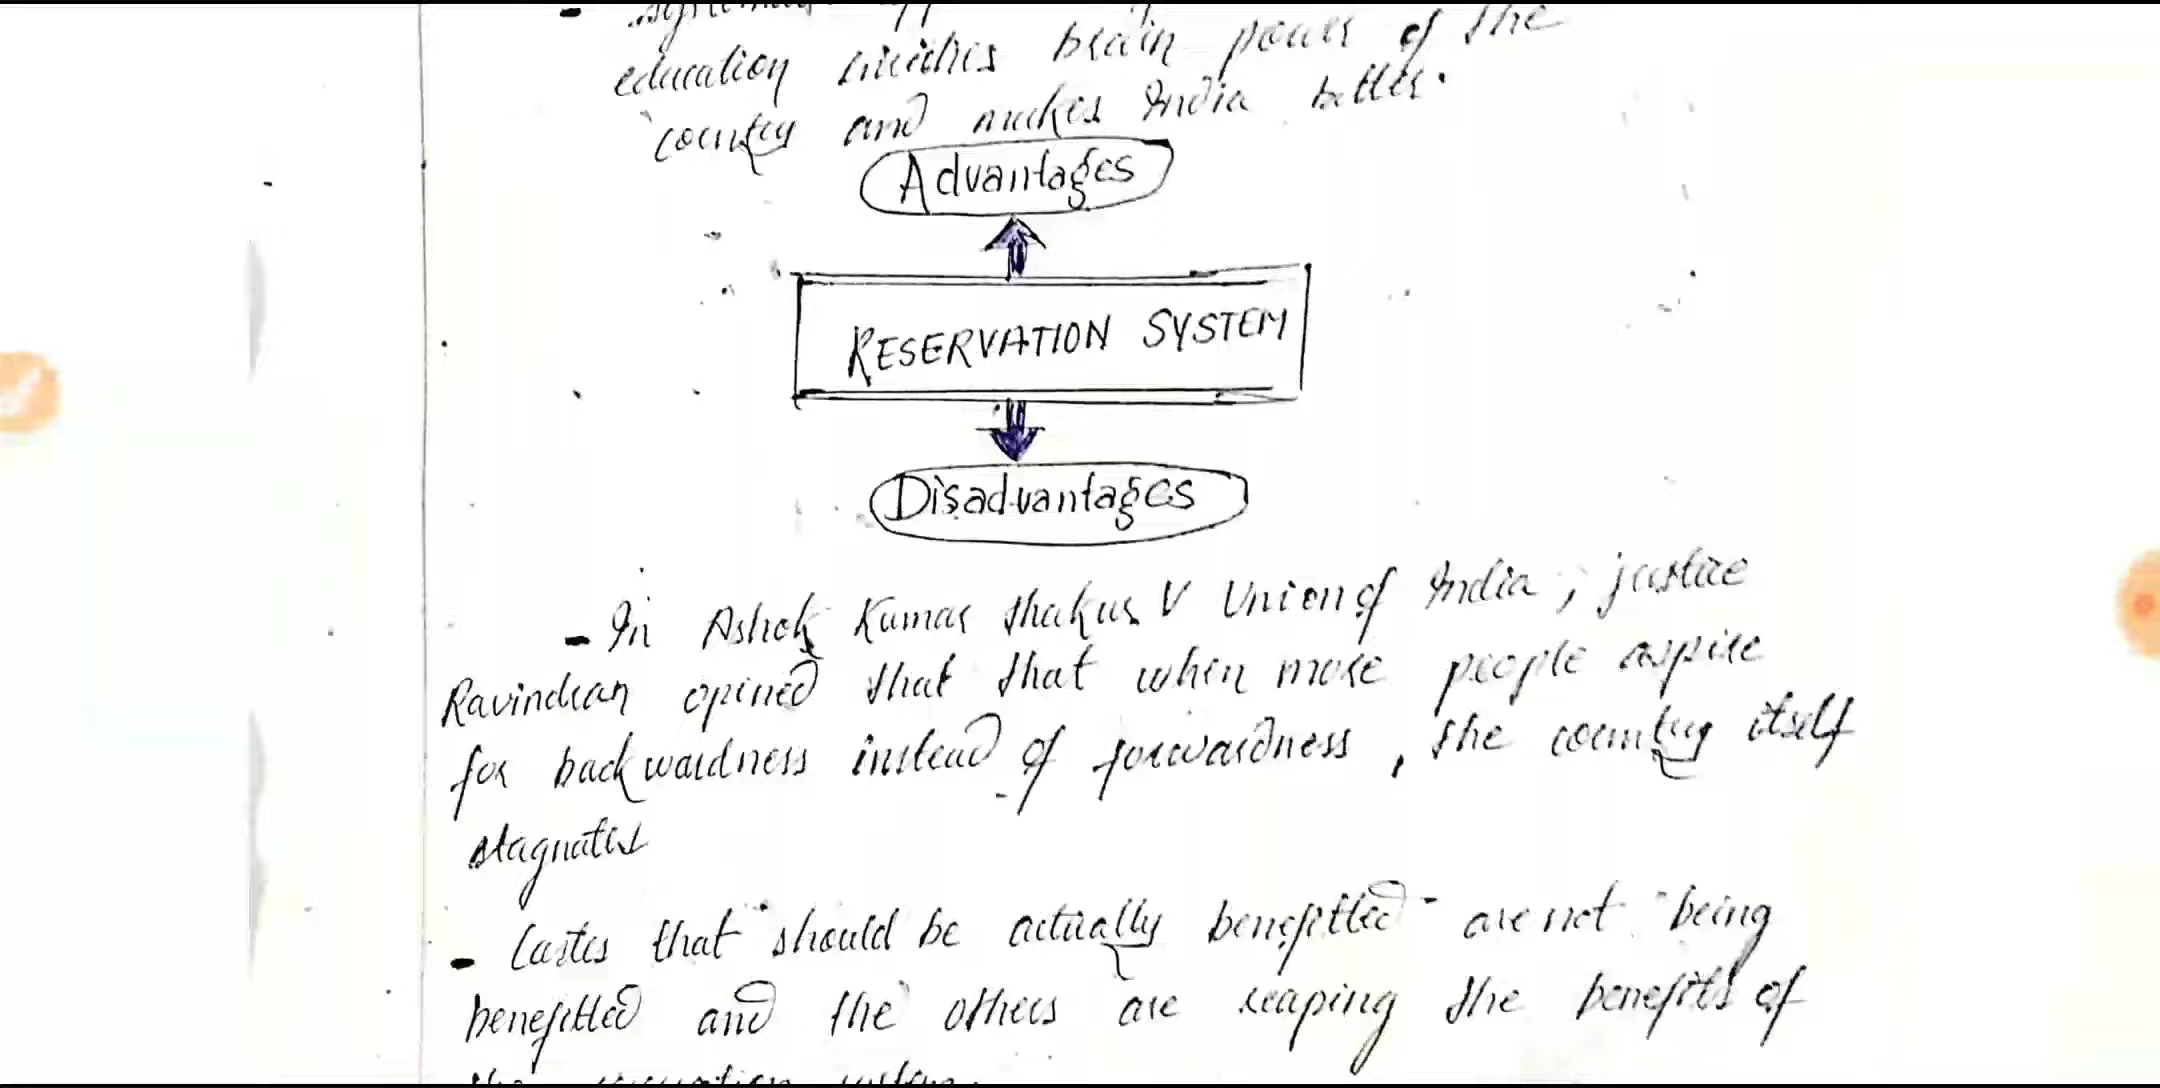 education enriches brain power of the
country and makes India better.
Advantages
RESERVATION SYSTEM
Disadvantages
- In Ashok Kumar Thakur V Union of India, justice
Ravindran opined that that when more people aspire
for backwardness instead of forwardness, the country itself
stagnates
- Castes that should be actually benefitted are not being
benefitted and the others are reaping the benefits of
the